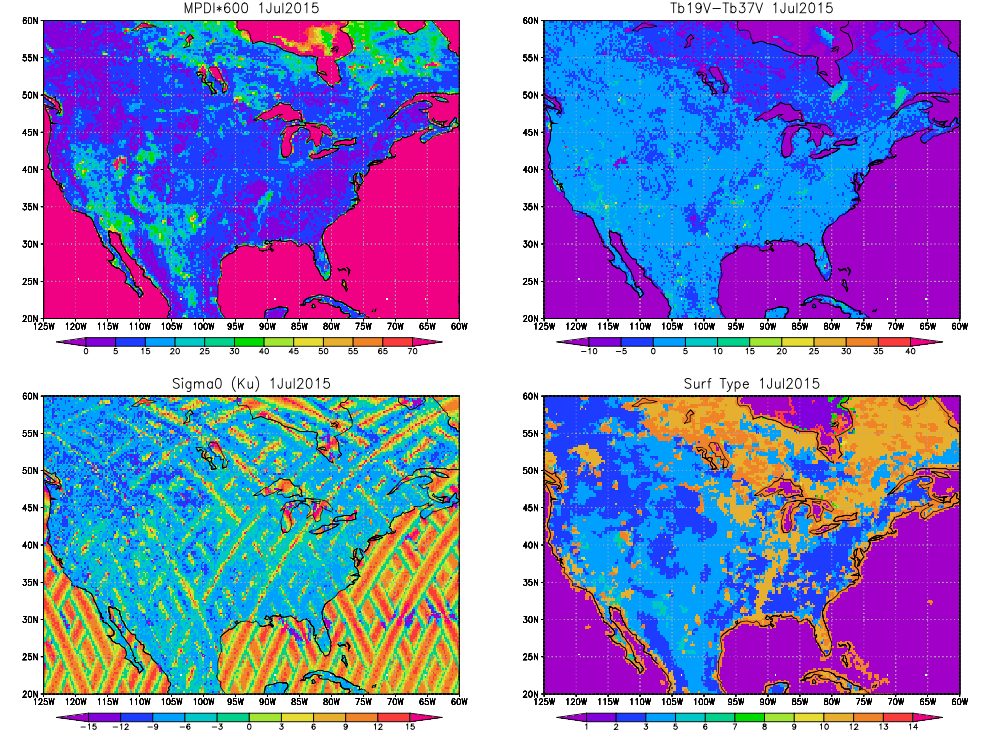 MPDI*600 1Jul2015
60N
55N
50N
45N
40N
35N
30N
25N
20N
125W 120W 115W 110W 105W 100W 95W 90W 85W 80W 75W 70W 65W 60W
0 5 15 20 25 30 40 45 50 55 65 70
Tb19V-Tb37V 1Jul2015
60N
55N
50N
45N
40N
35N
30N
25N
20N
125W 120W 115W 110W 105W 100W 95W 90W 85W 80W 75W 70W 65W 60W
-10 -5 0 5 10 15 20 25 30 35 40
Sigma0 (Ku) 1Jul2015
60N
55N
50N
45N
40N
35N
30N
25N
20N
125W 120W 115W 110W 105W 100W 95W 90W 85W 80W 75W 70W 65W 60W
-15 -12 -9 -6 -3 0 3 6 9 12 15
Surf Type 1Jul2015
60N
55N
50N
45N
40N
35N
30N
25N
20N
125W 120W 115W 110W 105W 100W 95W 90W 85W 80W 75W 70W 65W 60W
1 2 3 5 6 7 8 9 10 12 13 14